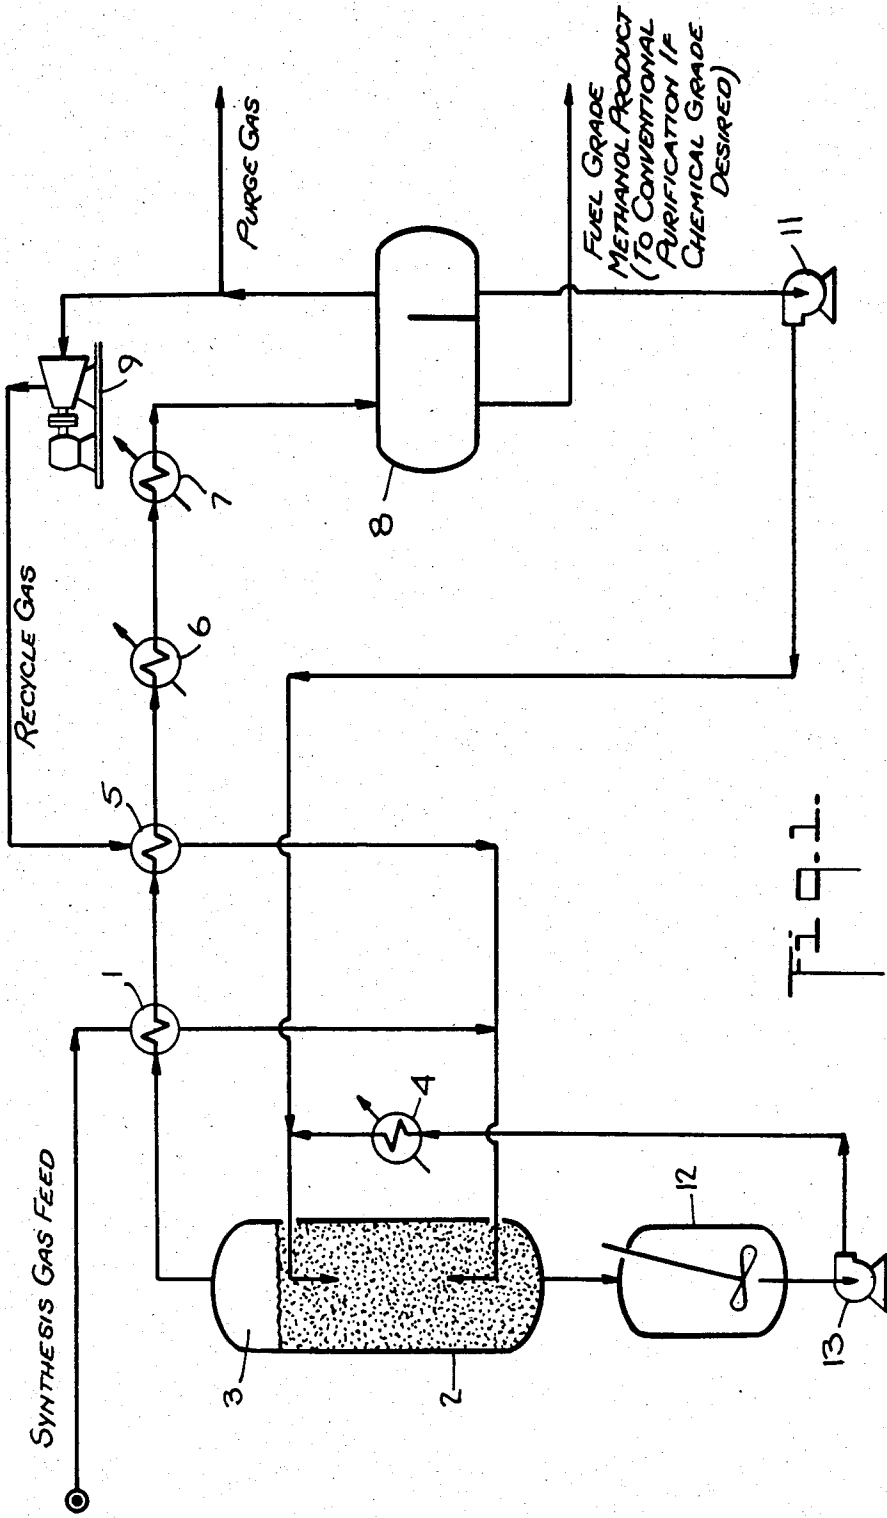 SYNTHESIS GAS FEED
RECYCLE GAS
PURGE GAS
FUEL GRADE
METHANOL PRODUCT
(TO CONVENTIONAL
PURIFICATION IF
CHEMICAL GRADE
DESIRED)
1
5
6
7
9
8
11
4
3
2
12
13
Fig. 1.